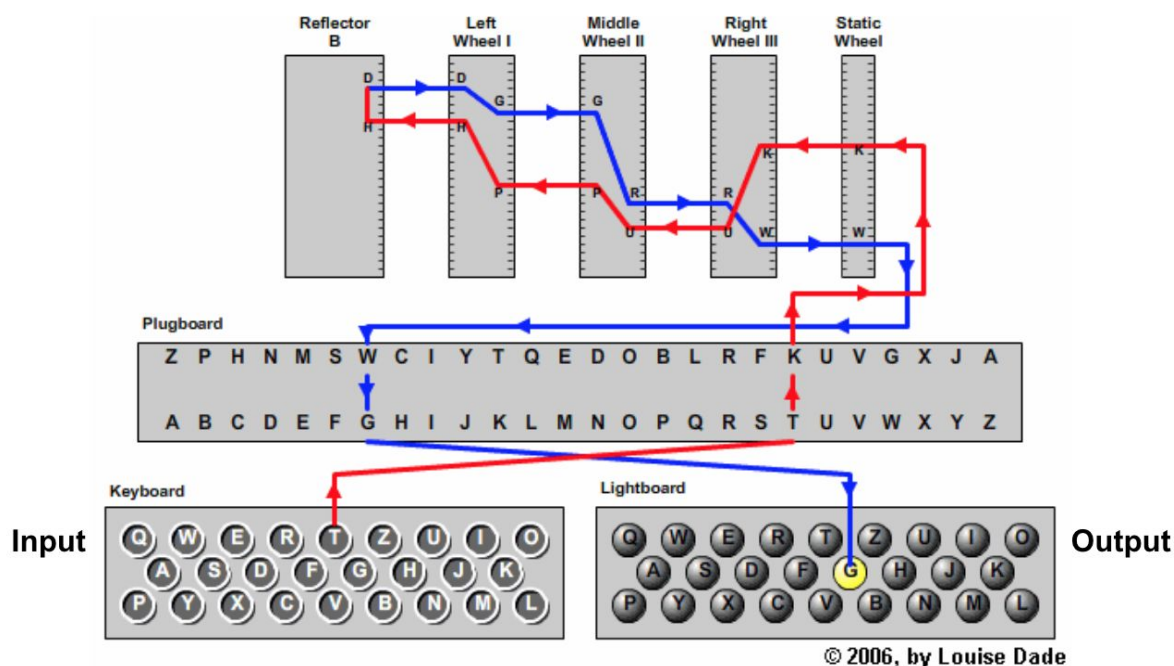 Reflector B
Left Wheel I
Middle Wheel II
Right Wheel III
Static Wheel
D D
G G
H H K K
P P R R
U U W W
Plugboard
Z P H N M S W C I Y T Q E D O B L R F K U V G X J A
A B C D E F G H I J K L M N O P Q R S T U V W X Y Z
Keyboard
Lightboard
Input
Q W E R T Z U I O
A S D F G H J K
P Y X C V B N M L
Q W E R T Z U I O
A S D F G H J K
P Y X C V B N M L
Output
© 2006, by Louise Dade